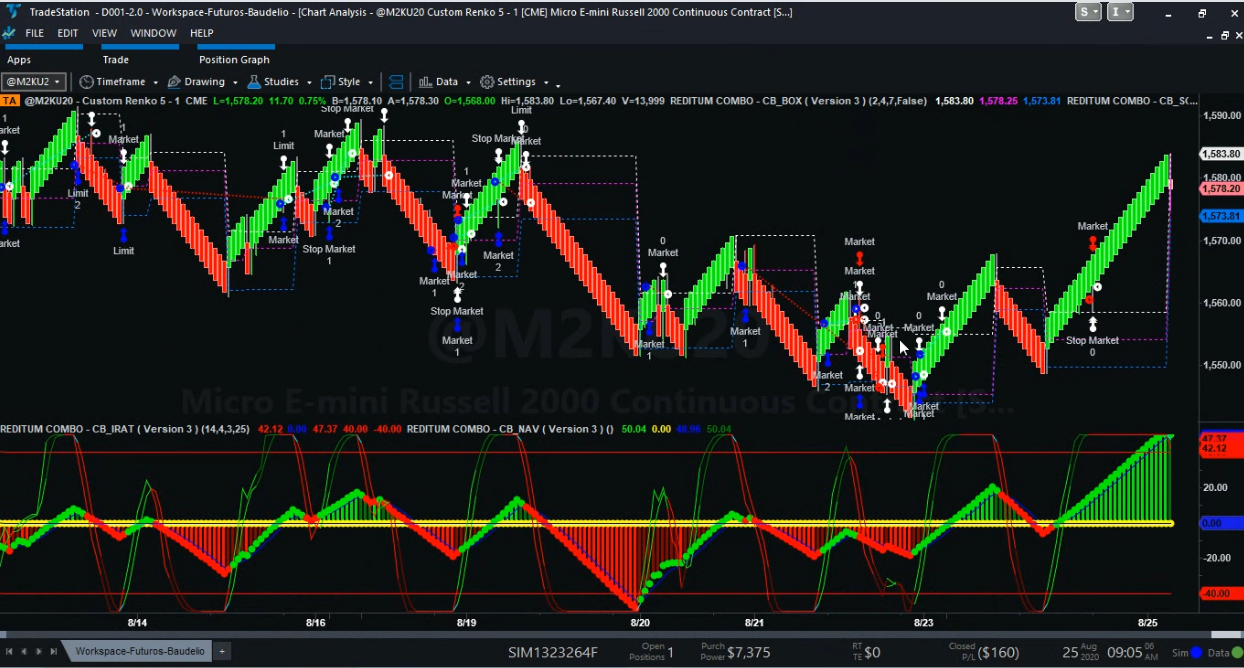 TradeStation - D001-2.0 - Workspace-Futuros-Baudelio - [Chart Analysis - @M2KU20 Custom Renko 5 - 1 [CME] Micro E-mini Russell 2000 Continuous Contract [S...]
S I
FILE EDIT VIEW WINDOW HELP
Apps Trade Position Graph
@M2KU2 Timeframe Drawing Studies Style Data Settings
TA @M2KU20 - Custom Renko 5 - 1 CME L=1,578.20 11.70 0.75% B=1,578.10 A=1,578.30 O=1,568.00 Hi=1,583.80 Lo=1,567.40 V=13,999 REDITUM COMBO - CB_BOX ( Version 3 ) (2,4,7,False) 1,583.80 1,578.25 1,573.81 REDITUM COMBO - CB_S(...
1,590.00
1,583.80
1,580.00
1,578.20
1,573.81
1,570.00
1,560.00
1,550.00
1
Market
Limit
2
1
Market
Limit
1
Limit
Market
Stop Market
Market
Market
2
Stop Market
1
1
Market
Market
Market
1
Market
2
Stop Market
Market
1
Limit
Stop Market
Market
Market
2
0
Market
Market
1
Market
1
Market
Market
Market
Market
2
Market
Market
0
Market
0
Market
0
Market
Market
Market
Stop Market
0
@M2KU20
Micro E-mini Russell 2000 Continuous Co [S...
REDITUM COMBO - CB_IRAT ( Version 3 ) (14,4,3,25) 42.12 0.00 47.37 40.00 -40.00 REDITUM COMBO - CB_NAV ( Version 3 ) () 50.04 0.00 48.96 50.04
47.37
42.12
20.00
0.00
-20.00
-40.00
8/14 8/16 8/19 8/20 8/21 8/23 8/25
Workspace-Futuros-Baudelio +
SIM1323264F Open Positions 1 Purch Power $7,375 RT TE $0 Closed P/L ($160) 25 Aug 2020 09:05 06 AM Sim Data